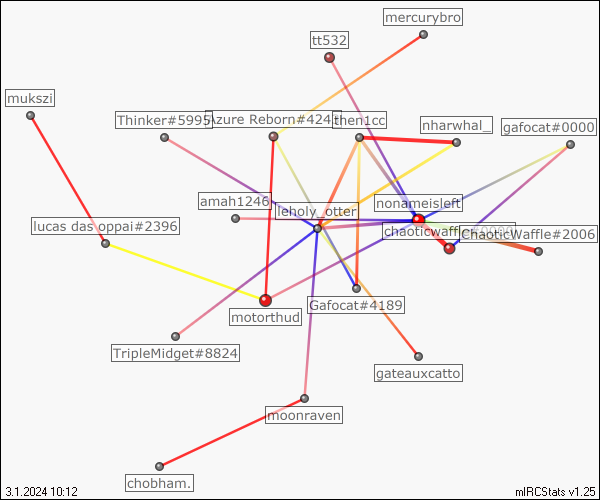 mercurybro
tt532
mukszi
Thinker#5995
Azure Reborn#424
then1cc
nharwhal_
gafocat#0000
amah1246
leholy_otter
nonameisleft
lucas das oppai#2396
ChaoticWaffle#2006
Gafocat#4189
motorthud
TripleMidget#8824
gateauxcatto
moonraven
chobham.
3.1.2024 10:12
mIRCStats v1.25